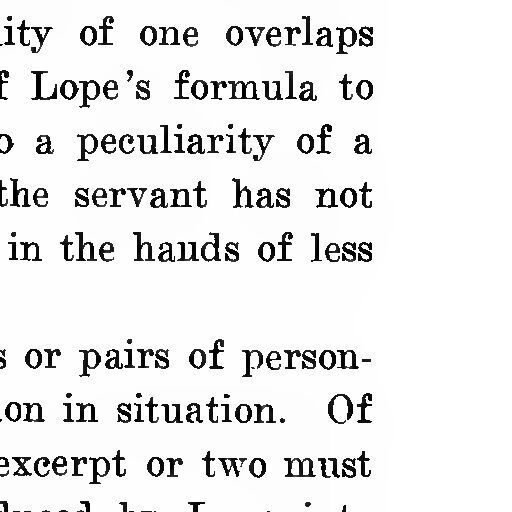 ity of one overlaps
f Lope's formula to
o a peculiarity of a
the servant has not
in the hauds of less
s or pairs of person-
on in situation. Of
excerpt or two must